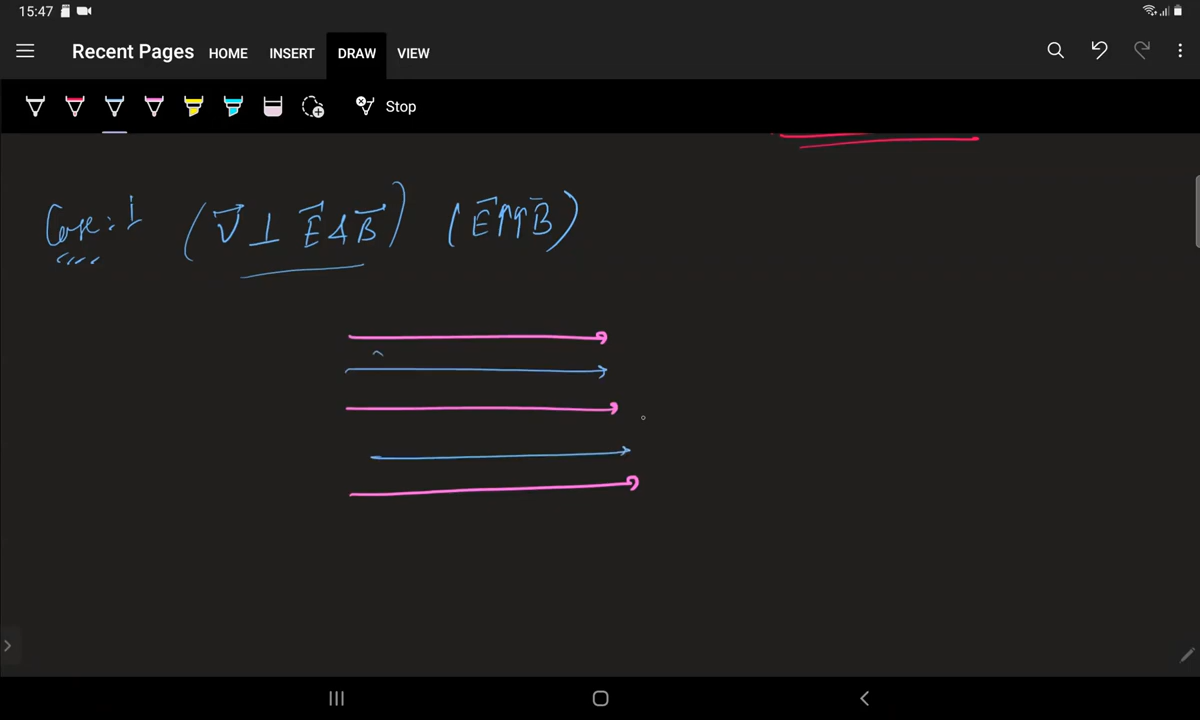 15:47
Recent Pages HOME INSERT DRAW VIEW
Stop
Case: 1 (V⃗ ⊥ E⃗ & B⃗) (E⃗ ↑↑ B⃗)